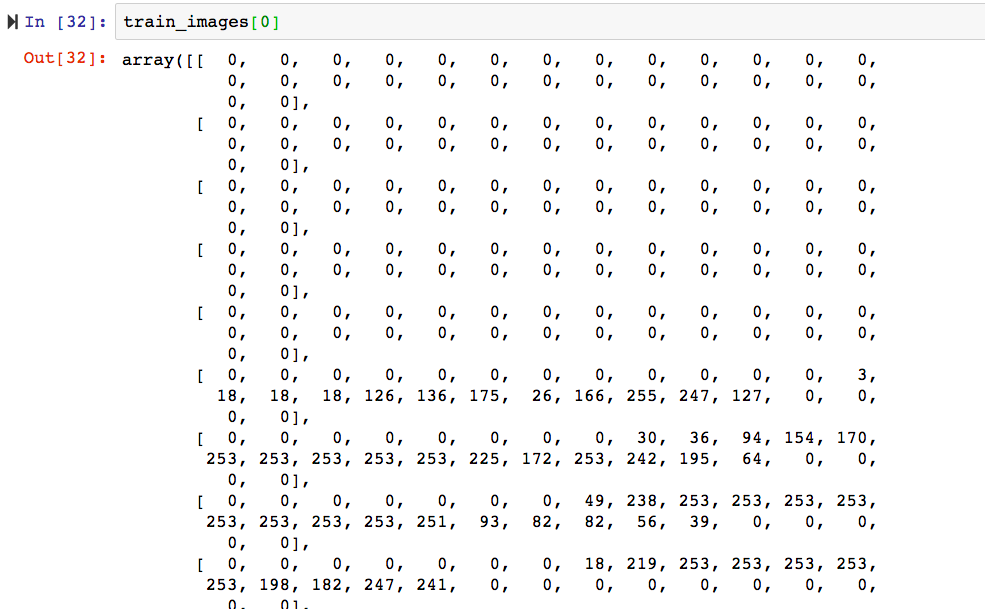 In [32]: train_images[0]
Out[32]: array([[ 0, 0, 0, 0, 0, 0, 0, 0, 0, 0, 0, 0, 0,
0, 0, 0, 0, 0, 0, 0, 0, 0, 0, 0, 0, 0,
0, 0],
[ 0, 0, 0, 0, 0, 0, 0, 0, 0, 0, 0, 0, 0,
0, 0, 0, 0, 0, 0, 0, 0, 0, 0, 0, 0, 0,
0, 0],
[ 0, 0, 0, 0, 0, 0, 0, 0, 0, 0, 0, 0, 0,
0, 0, 0, 0, 0, 0, 0, 0, 0, 0, 0, 0, 0,
0, 0],
[ 0, 0, 0, 0, 0, 0, 0, 0, 0, 0, 0, 0, 0,
0, 0, 0, 0, 0, 0, 0, 0, 0, 0, 0, 0, 0,
0, 0],
[ 0, 0, 0, 0, 0, 0, 0, 0, 0, 0, 0, 0, 0,
0, 0, 0, 0, 0, 0, 0, 0, 0, 0, 0, 0, 0,
0, 0],
[ 0, 0, 0, 0, 0, 0, 0, 0, 0, 0, 0, 0, 3,
18, 18, 18, 126, 136, 175, 26, 166, 255, 247, 127, 0, 0,
0, 0],
[ 0, 0, 0, 0, 0, 0, 0, 0, 30, 36, 94, 154, 170,
253, 253, 253, 253, 253, 225, 172, 253, 242, 195, 64, 0, 0,
0, 0],
[ 0, 0, 0, 0, 0, 0, 0, 49, 238, 253, 253, 253, 253,
253, 253, 253, 253, 251, 93, 82, 82, 56, 39, 0, 0, 0,
0, 0],
[ 0, 0, 0, 0, 0, 0, 0, 18, 219, 253, 253, 253, 253,
253, 198, 182, 247, 241, 0, 0, 0, 0, 0, 0, 0, 0,
0, 0],